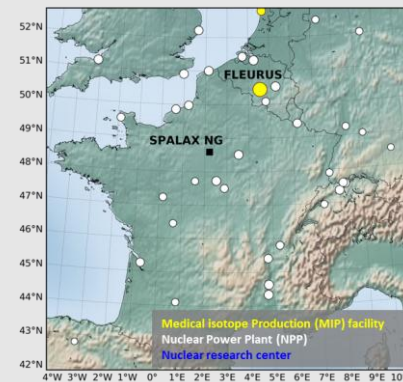 52°N
51°N
50°N
49°N
48°N
47°N
46°N
45°N
44°N
43°N
42°N
FLEURUS
SPALAX NG
Medical isotope Production (MIP) facility
Nuclear Power Plant (NPP)
Nuclear research center
4°W 3°W 2°W 1°W 0° 1°E 2°E 3°E 4°E 5°E 6°E 7°E 8°E 9°E 10°